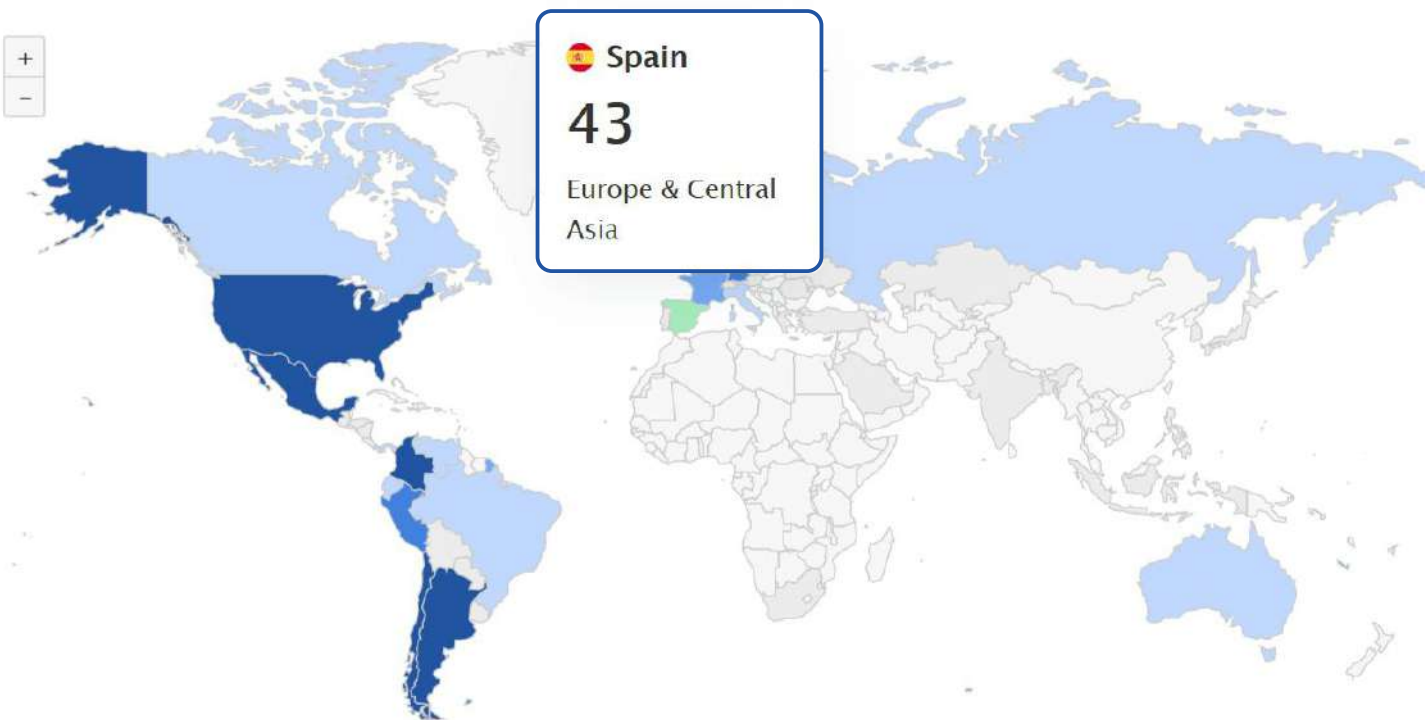 +
−
Spain
43
Europe & Central
Asia